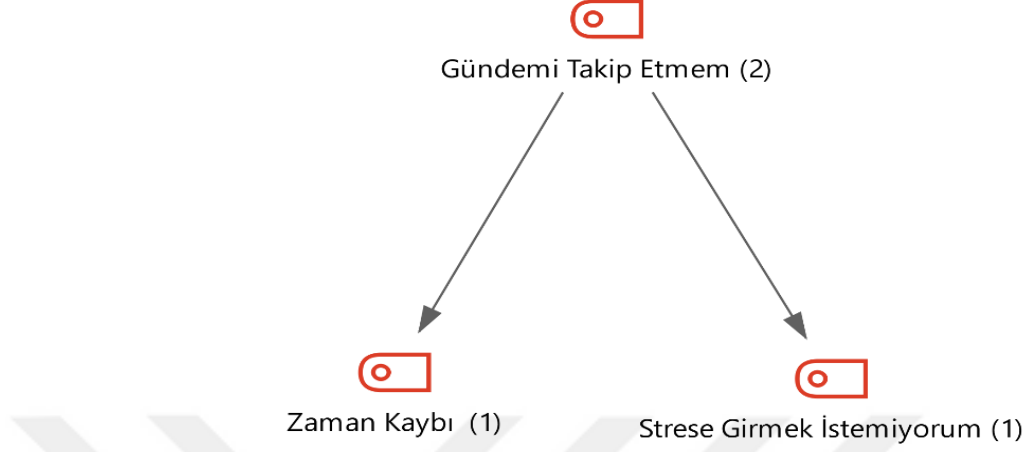 Gündemi Takip Etmem (2)
Zaman Kaybı (1)
Strese Girmek İstemiyorum (1)